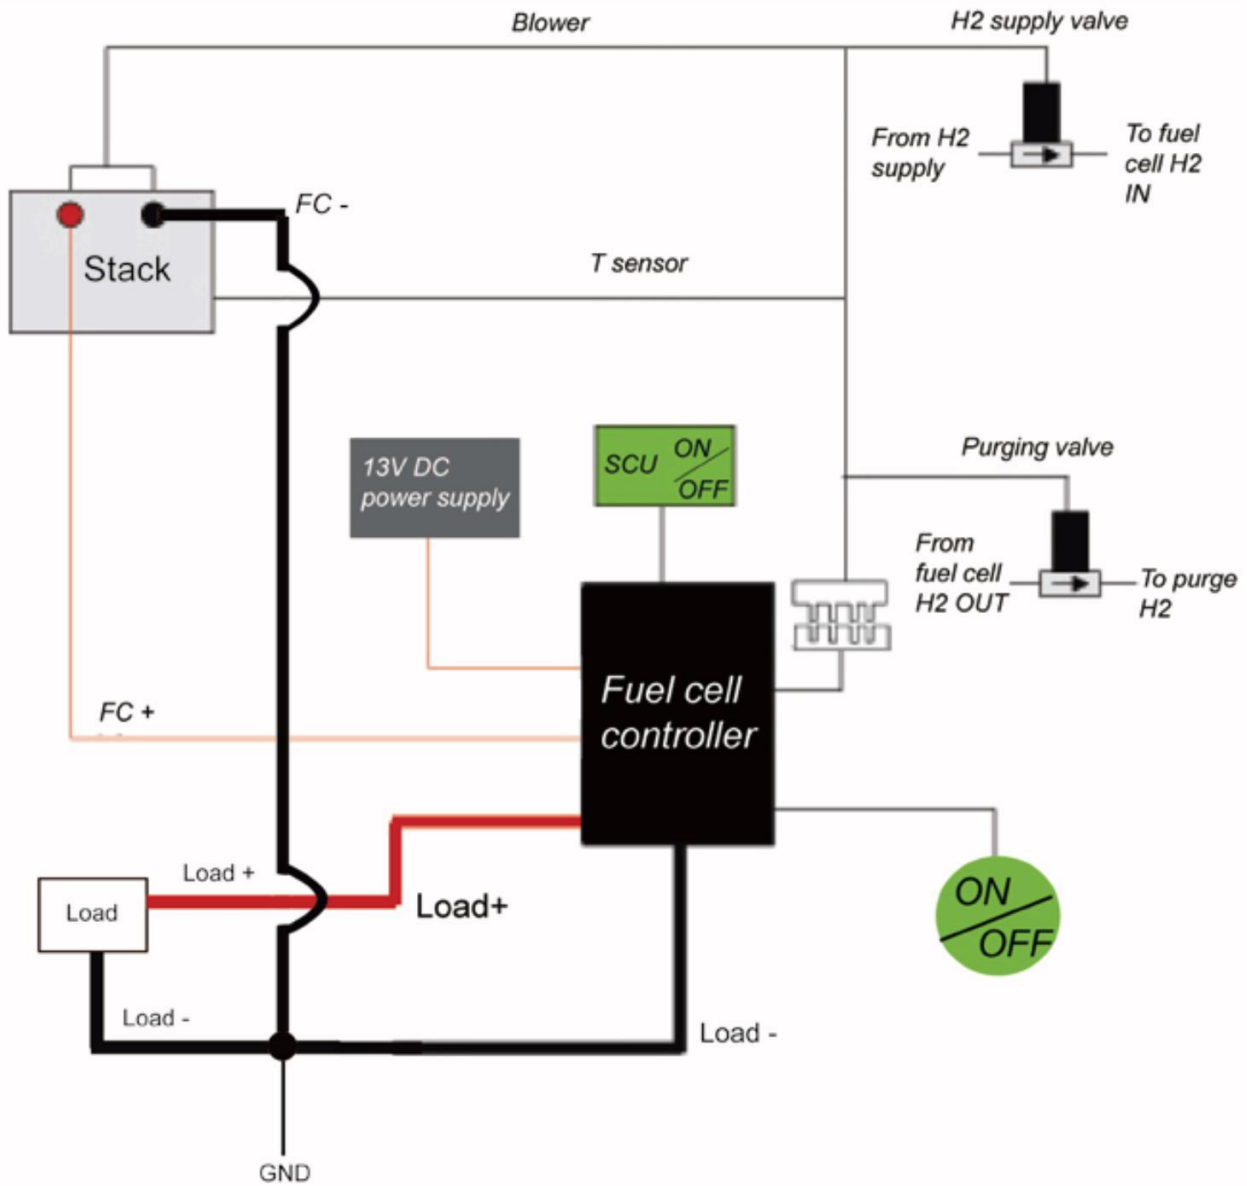 Blower
H2 supply valve
From H2
supply
To fuel
cell H2
IN
FC -
Stack
T sensor
13V DC
power supply
SCU ON
OFF
Purging valve
From
fuel cell
H2 OUT
To purge
H2
Fuel cell
controller
FC +
Load +
Load+
Load
ON
OFF
Load -
Load -
GND